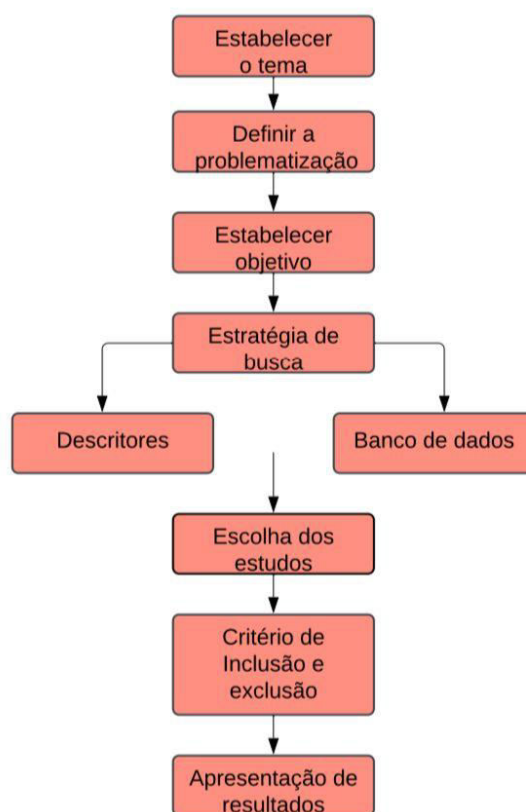 Estabelecer
o tema
Definir a
problematização
Estabelecer
objetivo
Estratégia de
busca
Descritores
Banco de dados
Escolha dos
estudos
Critério de
Inclusão e
exclusão
Apresentação de
resultados